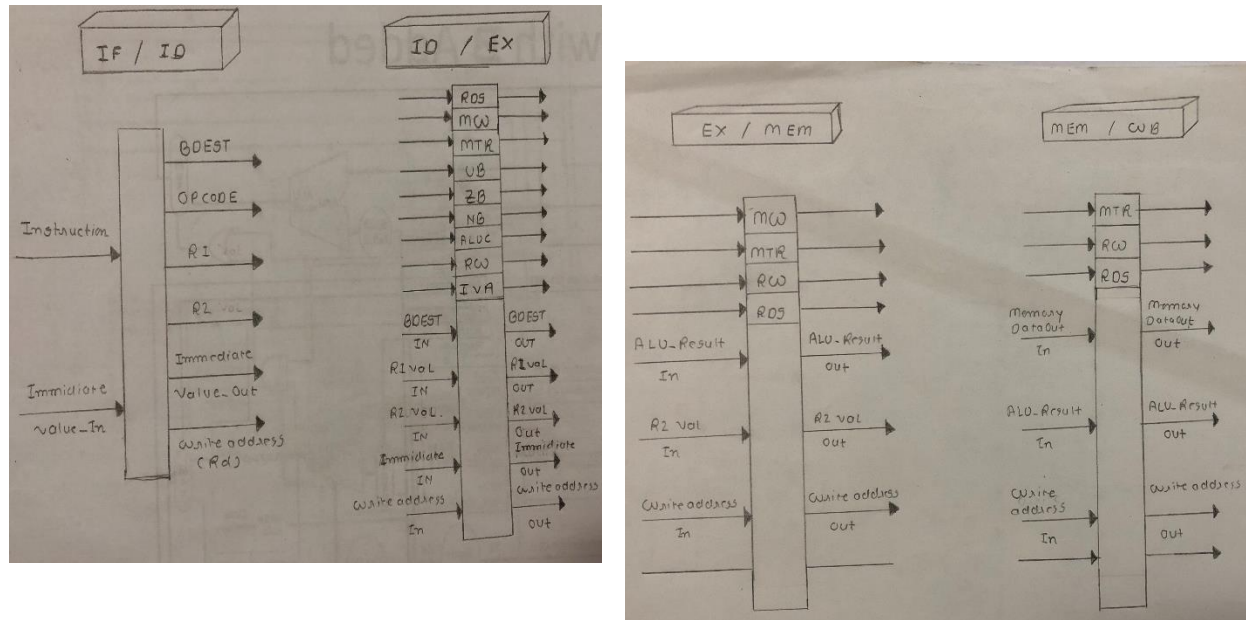 IF / ID
BDEST
OPCODE
Instruction
R1
R2 val
Immediate
Value_Out
Immidiate
Value_In
Write address
(Rd)
ID / EX
RDS
MW
MTR
UB
ZB
NG
ALUC
RW
IVA
BDEST
IN
BDEST
OUT
R1 val
IN
R1 val
OUT
R2 val
IN
R2 val
Out
Immidiate
IN
Immidiate
OUT
Write address
In
Write address
Out
EX / MEM
MW
MTR
RW
RDS
ALU_Result
In
ALU_Result
Out
R2 val
In
R2 val
Out
Write address
In
Write address
Out
MEM / WB
MTR
RW
RDS
Memory
DataOut
In
Memory
DataOut
Out
ALU_Result
In
ALU_Result
Out
Write
address
In
Write address
Out